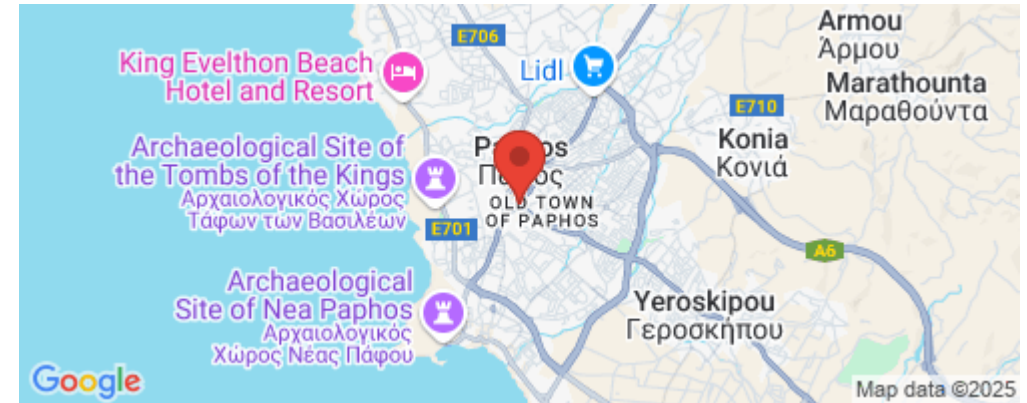 E706
King Evelthon Beach
Hotel and Resort
Lidl
Armou
Άρμου
Marathounta
Μαραθούντα
E710
Konia
Κονιά
Archaeological Site of
the Tombs of the Kings
Αρχαιολογικός Χώρος
Τάφων των Βασιλέων
OLD TOWN
OF PAPHOS
E701
A6
Archaeological
Site of Nea Paphos
Αρχαιολογικός
Χώρος Νέας Πάφου
Yeroskipou
Γεροσκήπου
Google
Map data ©2025